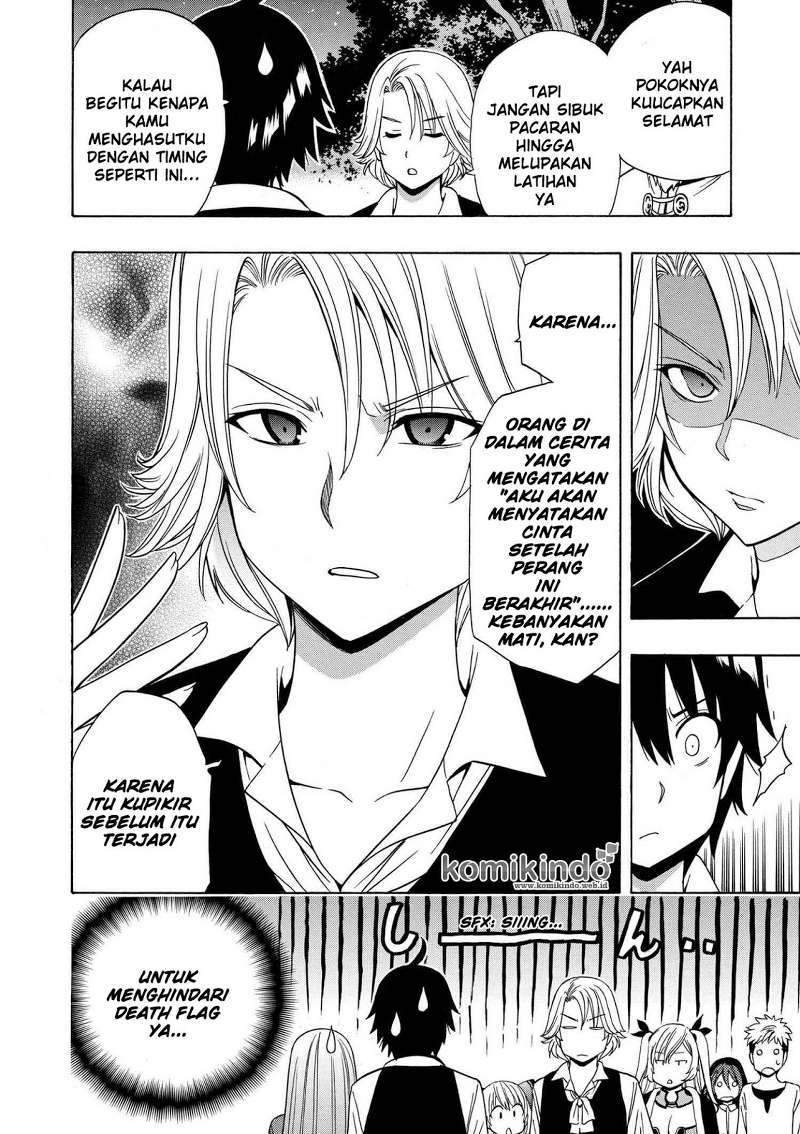 YAH
POKOKNYA
KUUCAPKAN
SELAMAT
TAPI
JANGAN SIBUK
PACARAN
HINGGA
MELUPAKAN
LATIHAN
YA
KALAU
BEGITU KENAPA
KAMU
MENGHASUTKU
DENGAN TIMING
SEPERTI INI...
KARENA...
ORANG DI
DALAM CERITA
YANG
MENGATAKAN
"AKU AKAN
MENYATAKAN
CINTA
SETELAH
PERANG
INI
BERAKHIR"......
KEBANYAKAN
MATI, KAN?
KARENA
ITU KUPIKIR
SEBELUM ITU
TERJADI
komikindo
www.komikindo.web.id
SFX: SIIING...
し――ん‥
UNTUK
MENGHINDARI
DEATH FLAG
YA...